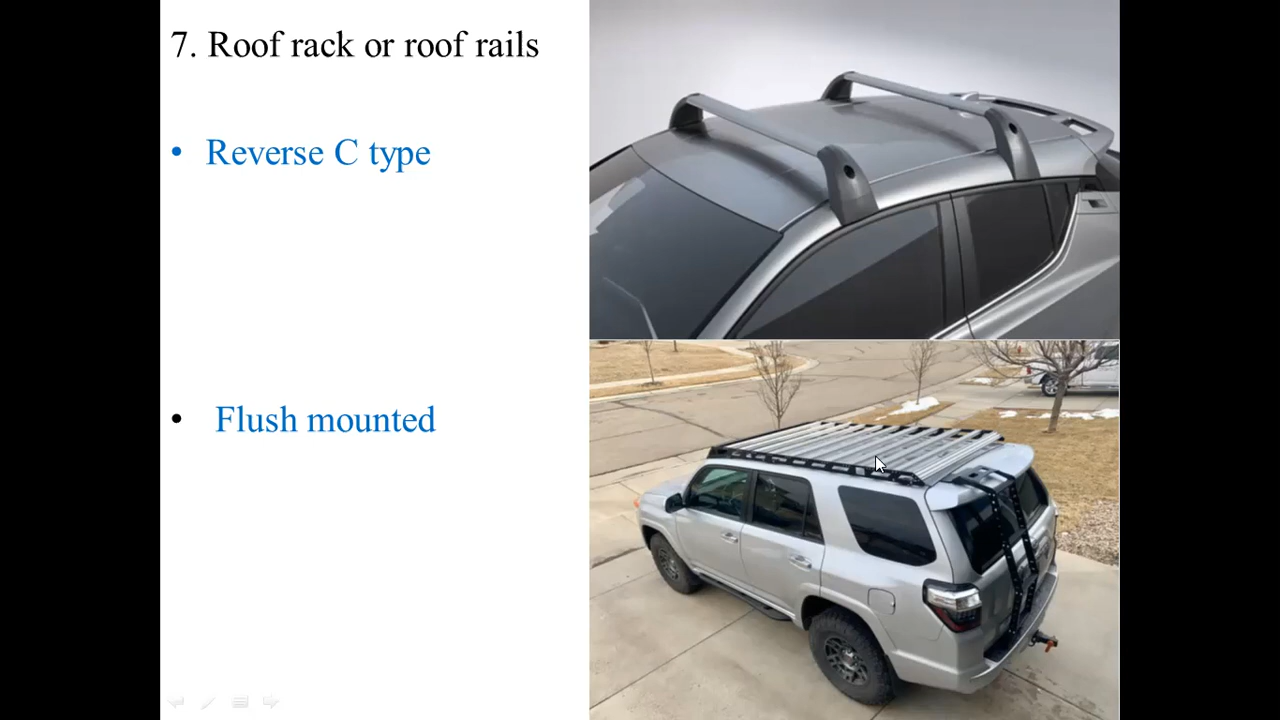 7. Roof rack or roof rails
• Reverse C type
• Flush mounted